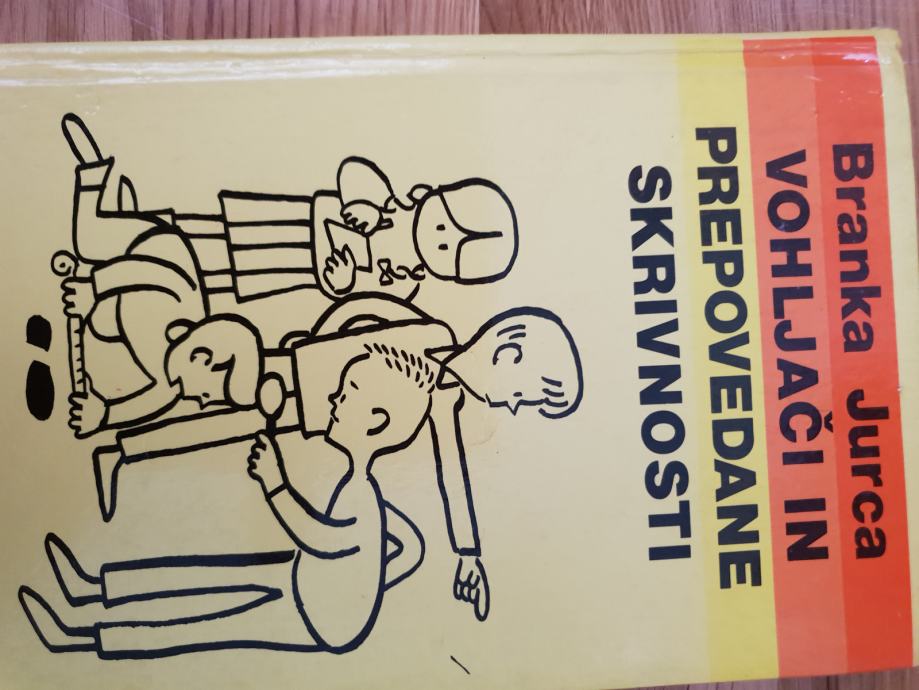 Branka Jurca
VOHLJAČI IN
PREPOVEDANE
SKRIVNOSTI